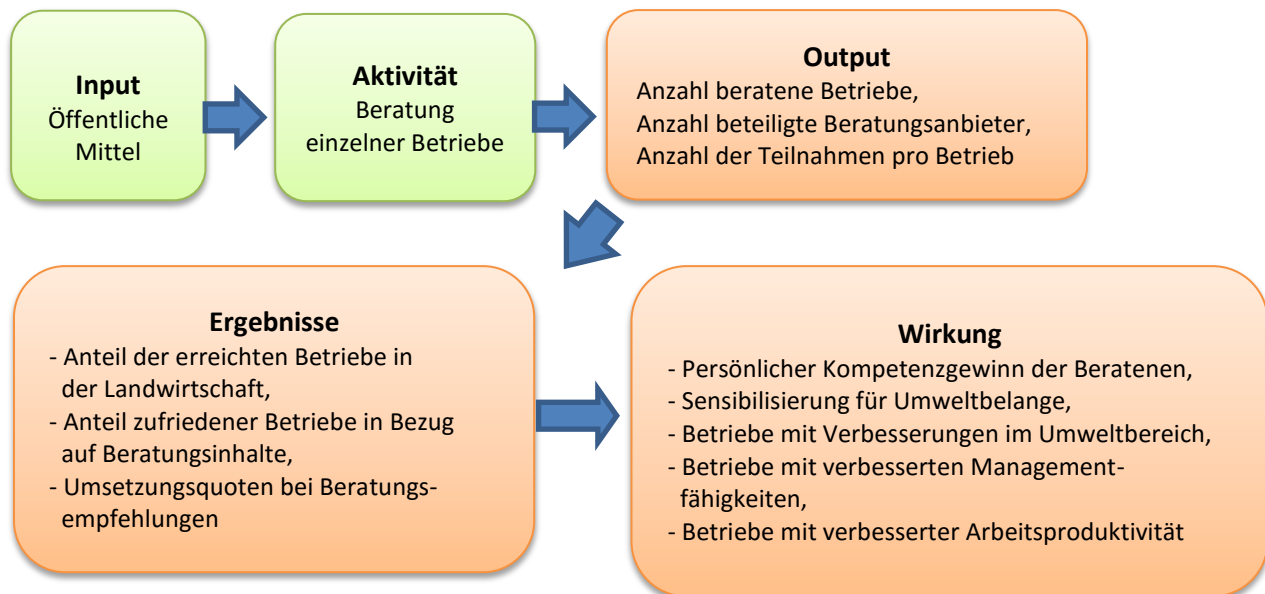 Input
Öffentliche
Mittel
Aktivität
Beratung
einzelner Betriebe
Output
Anzahl beratene Betriebe,
Anzahl beteiligte Beratungsanbieter,
Anzahl der Teilnahmen pro Betrieb
Ergebnisse
- Anteil der erreichten Betriebe in
der Landwirtschaft,
- Anteil zufriedener Betriebe in Bezug
auf Beratungsinhalte,
- Umsetzungsquoten bei Beratungs-
empfehlungen
Wirkung
- Persönlicher Kompetenzgewinn der Beratenen,
- Sensibilisierung für Umweltbelange,
- Betriebe mit Verbesserungen im Umweltbereich,
- Betriebe mit verbesserten Management-
fähigkeiten,
- Betriebe mit verbesserter Arbeitsproduktivität